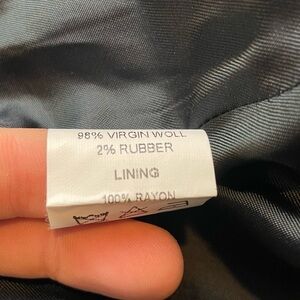 98% VIRGIN WOLL
2% RUBBER
LINING
100% RAYON